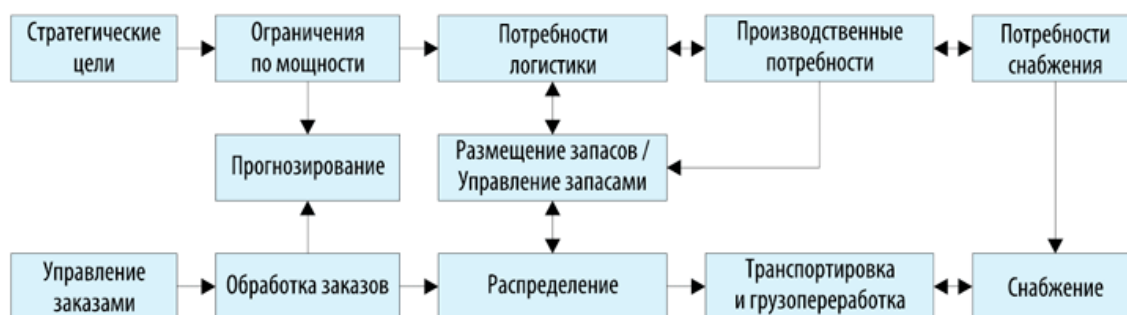 Стратегические
цели
Ограничения
по мощности
Потребности
логистики
Производственные
потребности
Потребности
снабжения
Прогнозирование
Размещение запасов /
Управление запасами
Управление
заказами
Обработка заказов
Распределение
Транспортировка
и грузопереработка
Снабжение